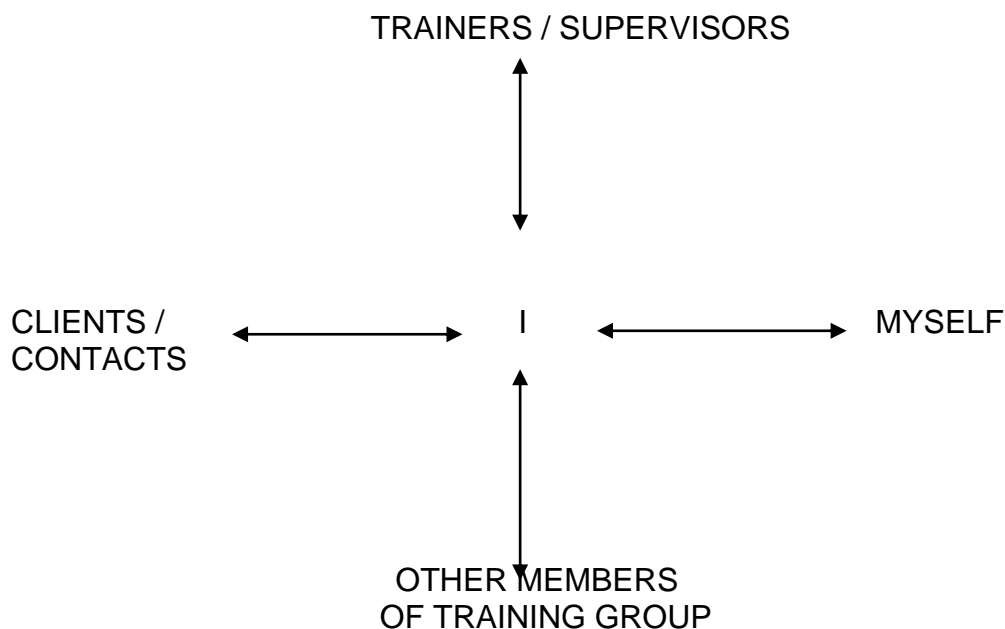 TRAINERS / SUPERVISORS
CLIENTS /
CONTACTS
I
MYSELF
OTHER MEMBERS
OF TRAINING GROUP